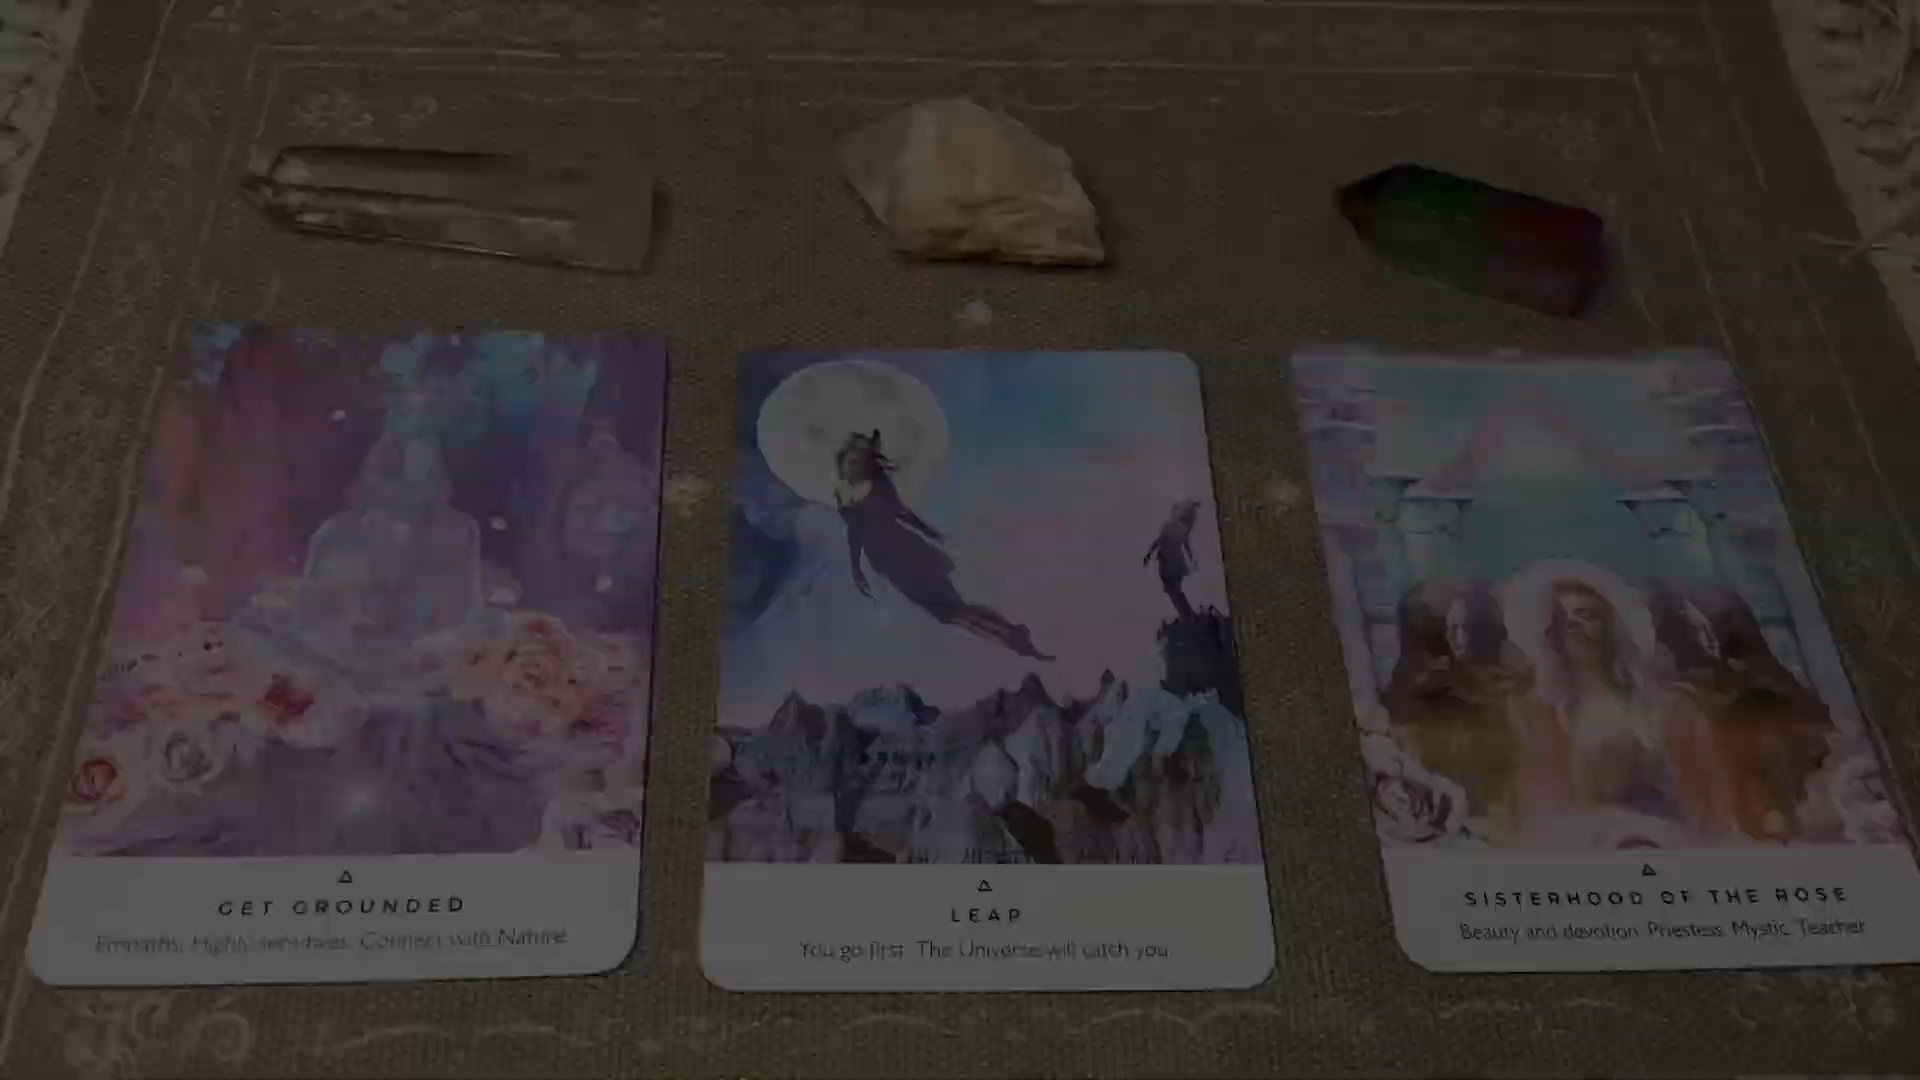 GET GROUNDED
Empaths. Highly sensitives. Connect with Nature
LEAP
You go first. The Universe will catch you
SISTERHOOD OF THE ROSE
Beauty and devotion. Priestess. Mystic. Teacher